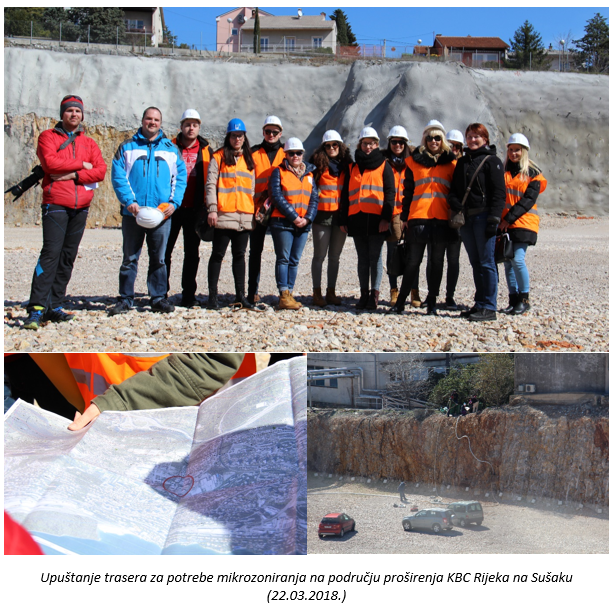 Upuštanje trasera za potrebe mikrozoniranja na području proširenja KBC Rijeka na Sušaku
(22.03.2018.)